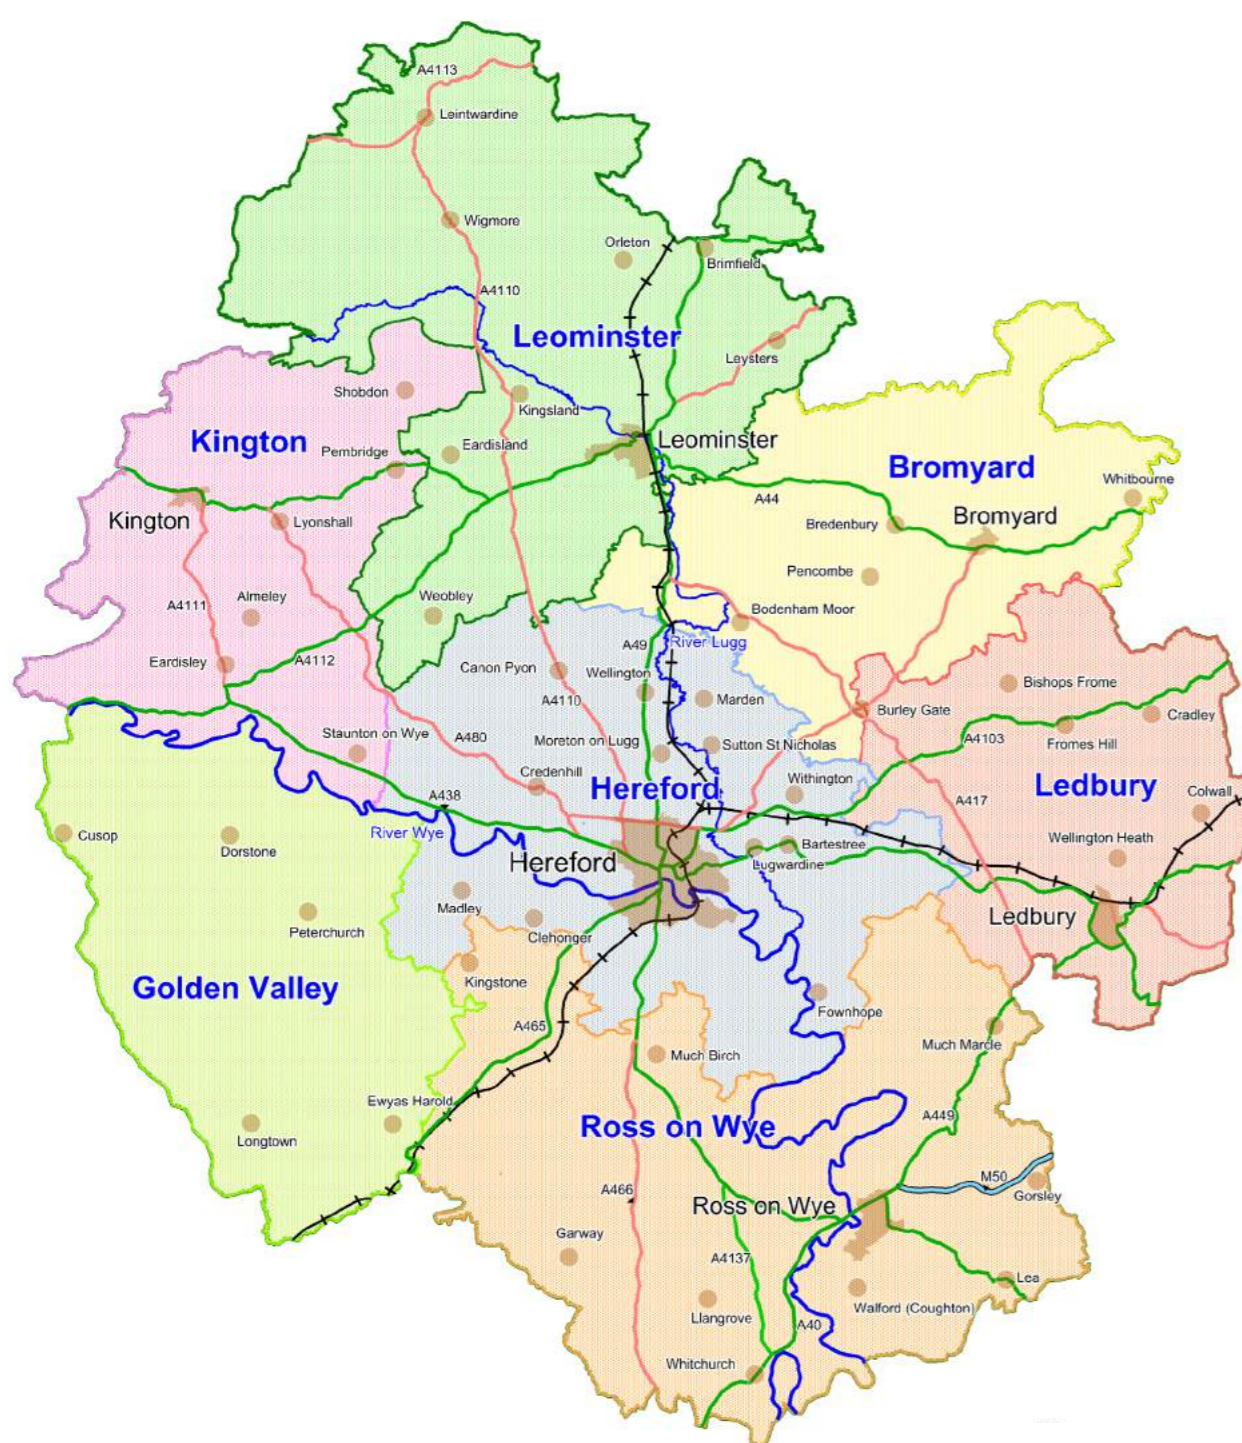 A4113
Leintwardine
Wigmore
Orleton
Brimfield
A4110
Leominster
Leysters
Shobdon
Kingsland
Kington
Eardisland
Leominster
Pembridge
Bromyard
Whitbourne
A44
Kington
Lyonshall
Bredenbury
Bromyard
Pencombe
Almeley
A4111
Weobley
Bodenham Moor
A49
River Lugg
Eardisley
A4112
Canon Pyon
Wellington
Bishops Frome
A4110
Marden
Burley Gate
Cradley
Staunton on Wye
A480
Moreton on Lugg
Sutton St Nicholas
A4103
Fromes Hill
Credenhill
Withington
Hereford
Ledbury
A438
A417
Colwall
River Wye
Cusop
Dorstone
Wellington Heath
Bartestree
Hereford
Lugwardine
Madley
Ledbury
Peterchurch
Clehonger
Kingstone
Golden Valley
Fownhope
A465
Much Birch
Much Marcle
Ewyas Harold
Ross on Wye
A449
Longtown
M50
A466
Gorsley
Ross on Wye
Garway
A4137
Lea
Walford (Coughton)
Llangrove
A40
Whitchurch